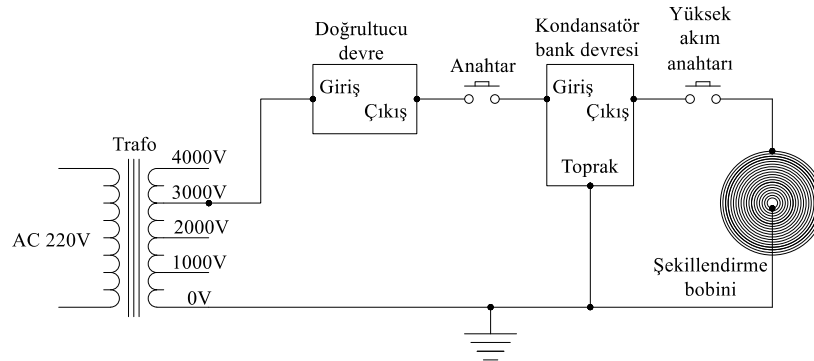 Doğrultucu
devre
Giriş
Çıkış
Anahtar
Kondansatör
bank devresi
Giriş
Çıkış
Toprak
Yüksek
akım
anahtarı
Trafo
4000V
3000V
2000V
1000V
0V
AC 220V
Şekillendirme
bobini